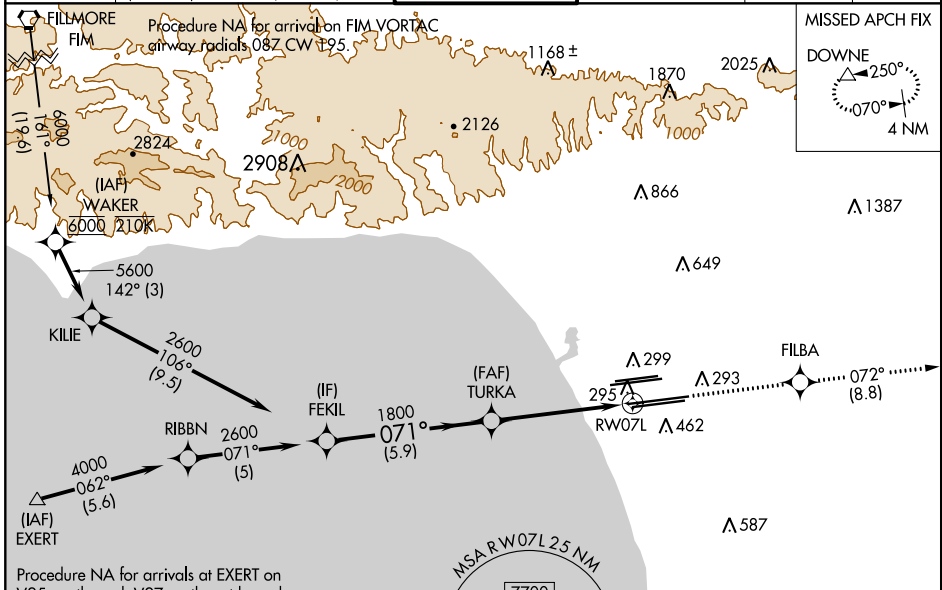 FILLMORE
FIM
Procedure NA for arrival on FIM VORTAC
airway radials 087 CW 195.
MISSED APCH FIX
DOWNE
250°
070°
4 NM
1168 ±
1870
2025
6000
161°
(19.6)
2824
1000
2126
2908
2000
1000
(IAF)
WAKER
6000 210K
866
1387
5600
142° (3)
649
KILIE
2600
106°
(9.5)
299
FILBA
(FAF)
TURKA
295
293
072°
(8.8)
(IF)
FEKIL
1800
071°
(5.9)
RW07L
462
RIBBN
2600
071°
(5)
4000
062°
(5.6)
(IAF)
EXERT
587
MSA RW07L 25 NM
Procedure NA for arrivals at EXERT on
7700